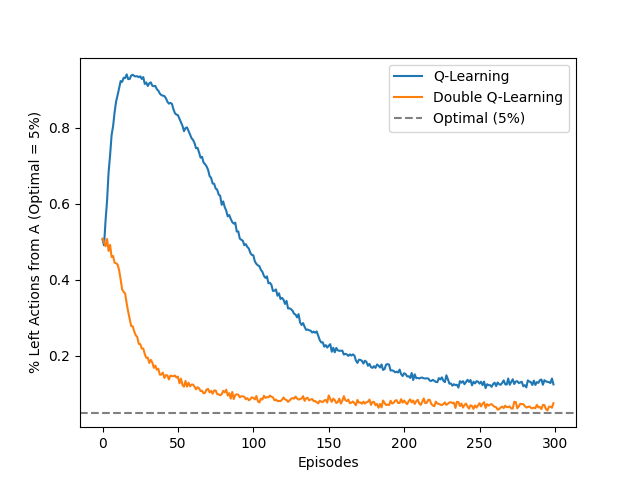 Q-Learning
Double Q-Learning
Optimal (5%)
% Left Actions from A (Optimal = 5%)
0.8
0.6
0.4
0.2
0 50 100 150 200 250 300
Episodes